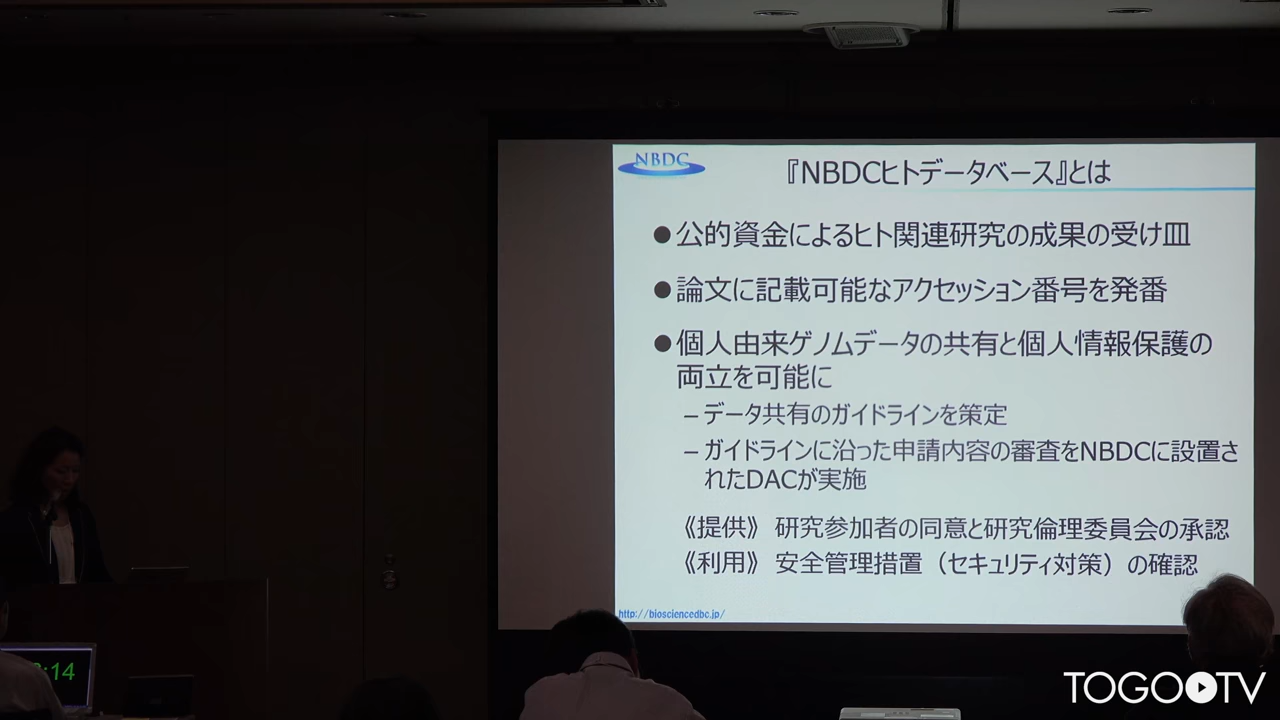 NBDC
『NBDCヒトデータベース』とは
●公的資金によるヒト関連研究の成果の受け皿
●論文に記載可能なアクセッション番号を発番
●個人由来ゲノムデータの共有と個人情報保護の
両立を可能に
–データ共有のガイドラインを策定
–ガイドラインに沿った申請内容の審査をNBDCに設置さ
れたDACが実施
《提供》 研究参加者の同意と研究倫理委員会の承認
《利用》 安全管理措置（セキュリティ対策）の確認
http://biosciencedbc.jp/
:14
TOGOTV